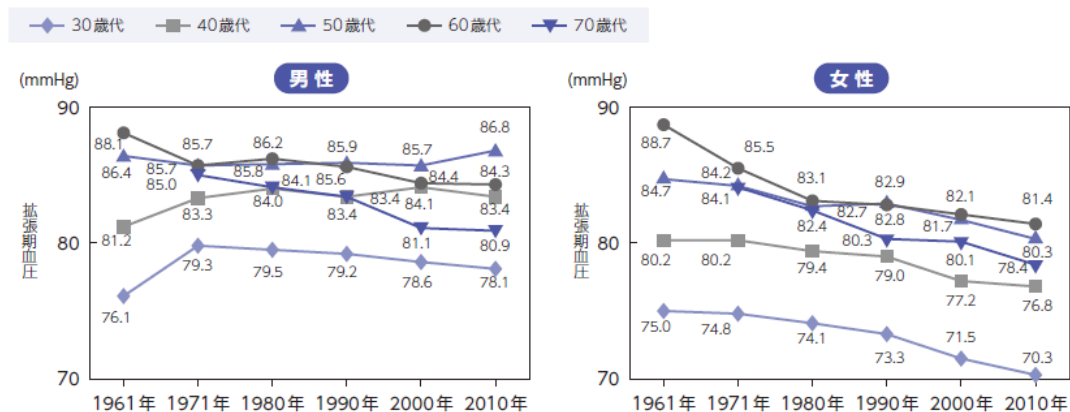 30歳代 40歳代 50歳代 60歳代 70歳代
(mmHg) 男性
拡張期血圧
90
80
70
88.1 85.7 86.2 85.9 85.7 86.8
86.4 85.7 85.8 85.6 84.4 84.3
85.0 84.1 83.4
81.2 83.3 84.0 83.4 84.1 83.4
81.1 80.9
76.1 79.3 79.5 79.2 78.6 78.1
1961年 1971年 1980年 1990年 2000年 2010年
(mmHg) 女性
拡張期血圧
90
80
70
88.7 85.5 83.1 82.9 82.1 81.4
84.7 84.2 82.7 82.8 81.7 80.3
84.1 82.4 80.3 80.1 78.4
80.2 80.2 79.4 79.0 77.2 76.8
75.0 74.8 74.1 73.3 71.5 70.3
1961年 1971年 1980年 1990年 2000年 2010年